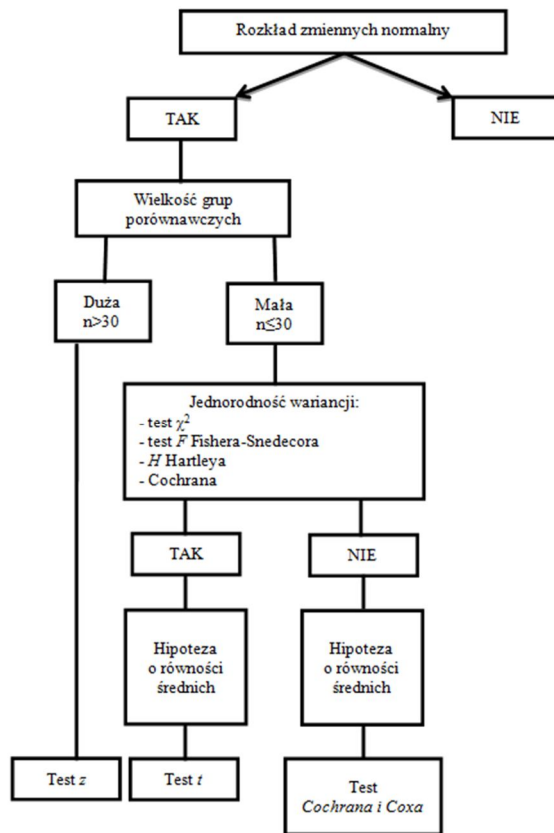 Rozkład zmiennych normalny
TAK
NIE
Wielkość grup
porównawczych
Duża
n>30
Mała
n≤30
Jednorodność wariancji:
- test χ²
- test F Fishera-Snedecora
- H Hartleya
- Cochrana
TAK
NIE
Hipoteza
o równości
średnich
Hipoteza
o równości
średnich
Test z
Test t
Test
Cochrana i Coxa